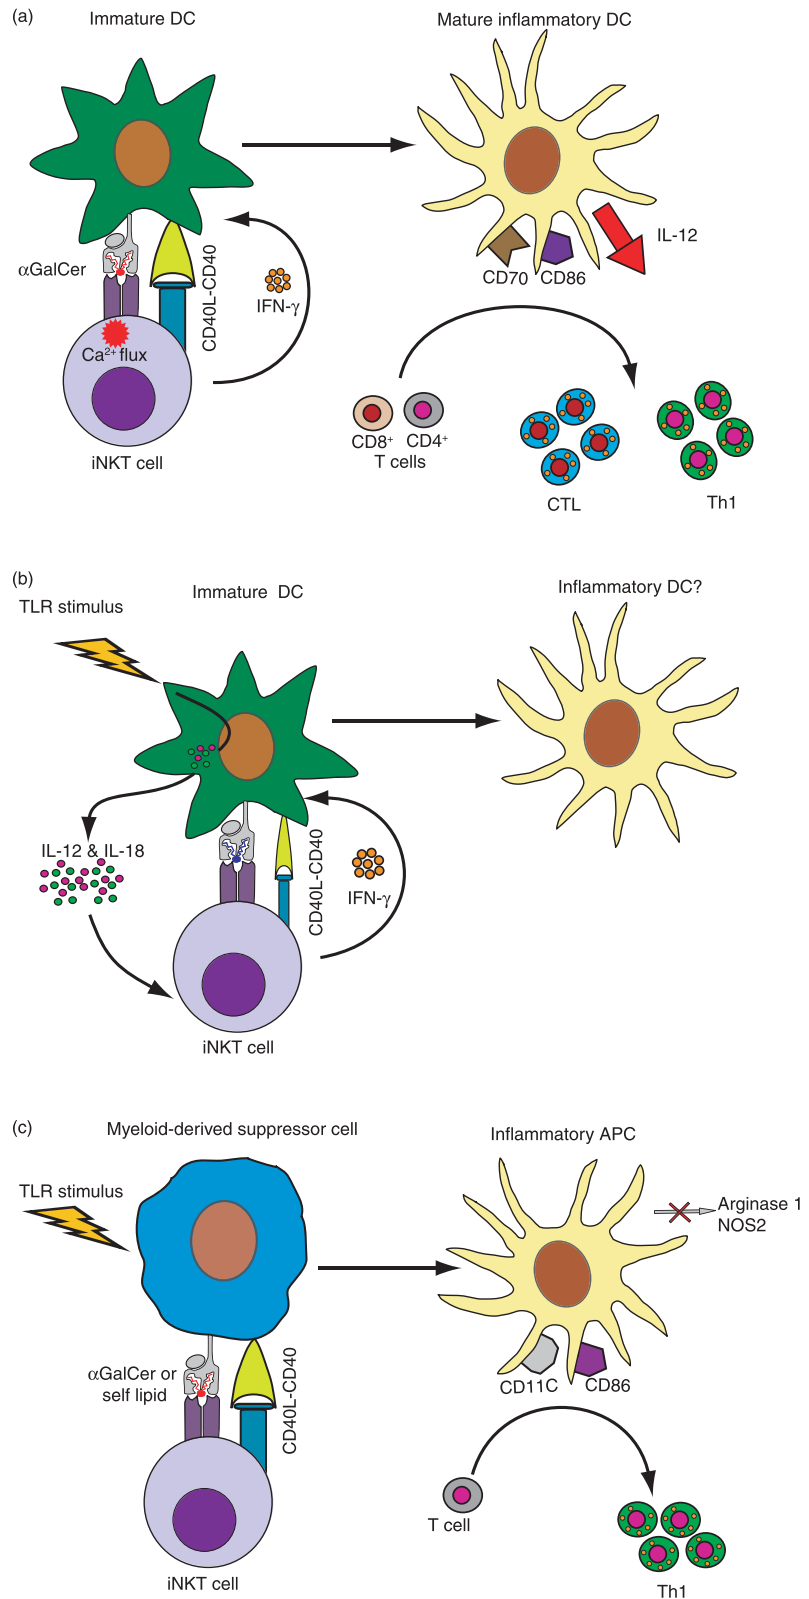 (a)
Immature DC
Mature inflammatory DC
αGalCer
CD40L-CD40
IFN-γ
Ca²⁺ flux
iNKT cell
CD70
CD86
IL-12
CD8⁺
CD4⁺
T cells
CTL
Th1
(b)
TLR stimulus
Immature DC
Inflammatory DC?
IL-12 & IL-18
CD40L-CD40
IFN-γ
iNKT cell
(c)
Myeloid-derived suppressor cell
Inflammatory APC
TLR stimulus
Arginase 1
NOS2
αGalCer or
self lipid
CD40L-CD40
CD11C
CD86
T cell
iNKT cell
Th1